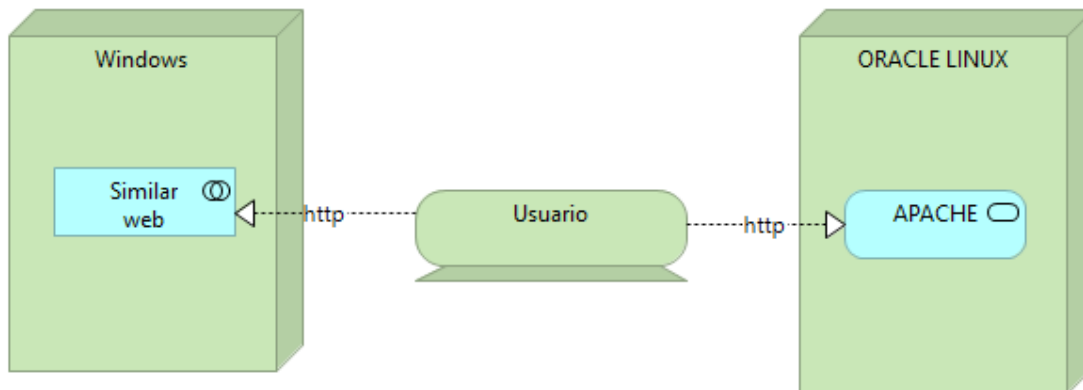 Windows
ORACLE LINUX
Similar
web
http
Usuario
http
APACHE